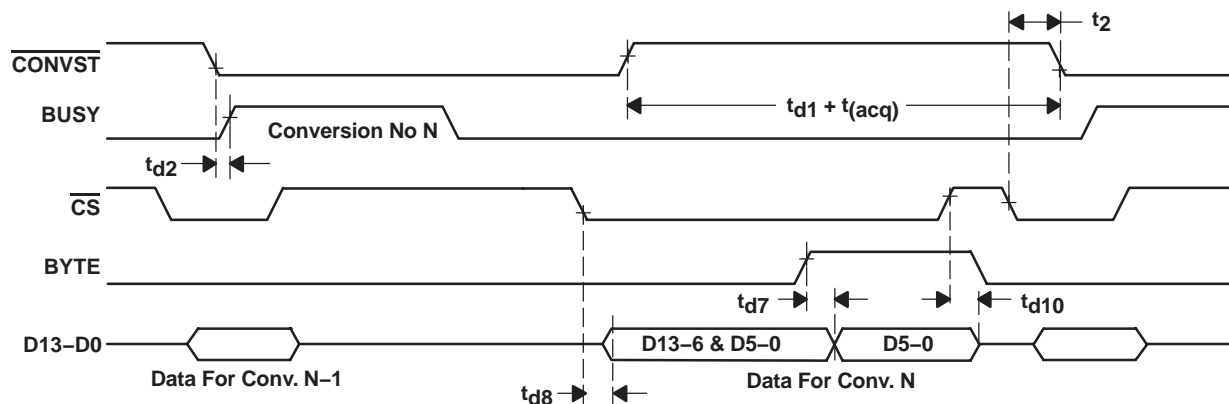 t2
CONVST
td1 + t(acq)
BUSY
Conversion No N
td2
CS
BYTE
td7
td10
D13–D0
D13–6 & D5–0
D5–0
Data For Conv. N–1
Data For Conv. N
td8